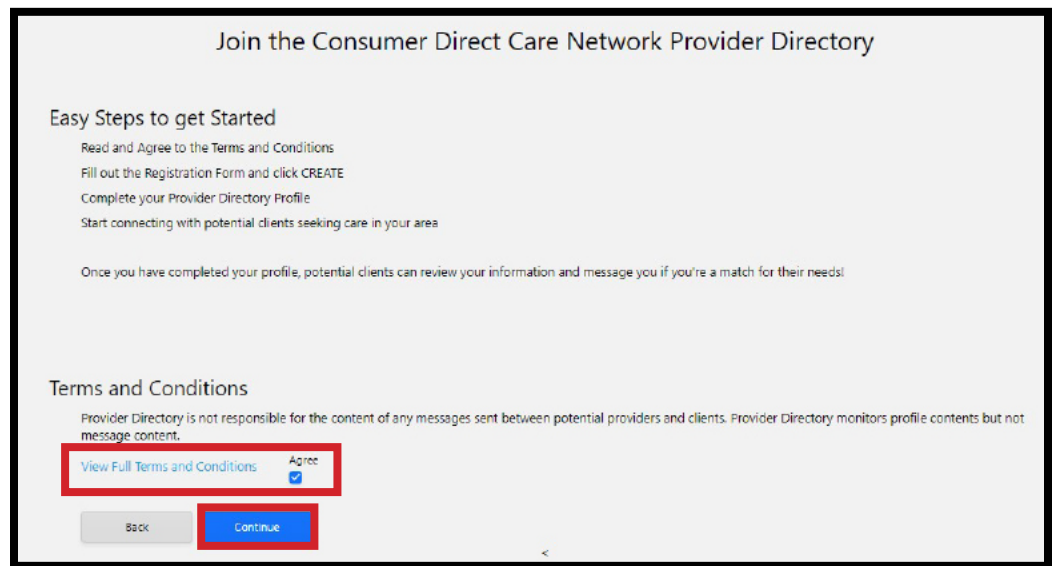 Join the Consumer Direct Care Network Provider Directory
Easy Steps to get Started
Read and Agree to the Terms and Conditions
Fill out the Registration Form and click CREATE
Complete your Provider Directory Profile
Start connecting with potential clients seeking care in your area
Once you have completed your profile, potential clients can review your information and message you if you're a match for their needs!
Terms and Conditions
Provider Directory is not responsible for the content of any messages sent between potential providers and clients. Provider Directory monitors profile contents but not
message content.
View Full Terms and Conditions Agree
Back Continue
<